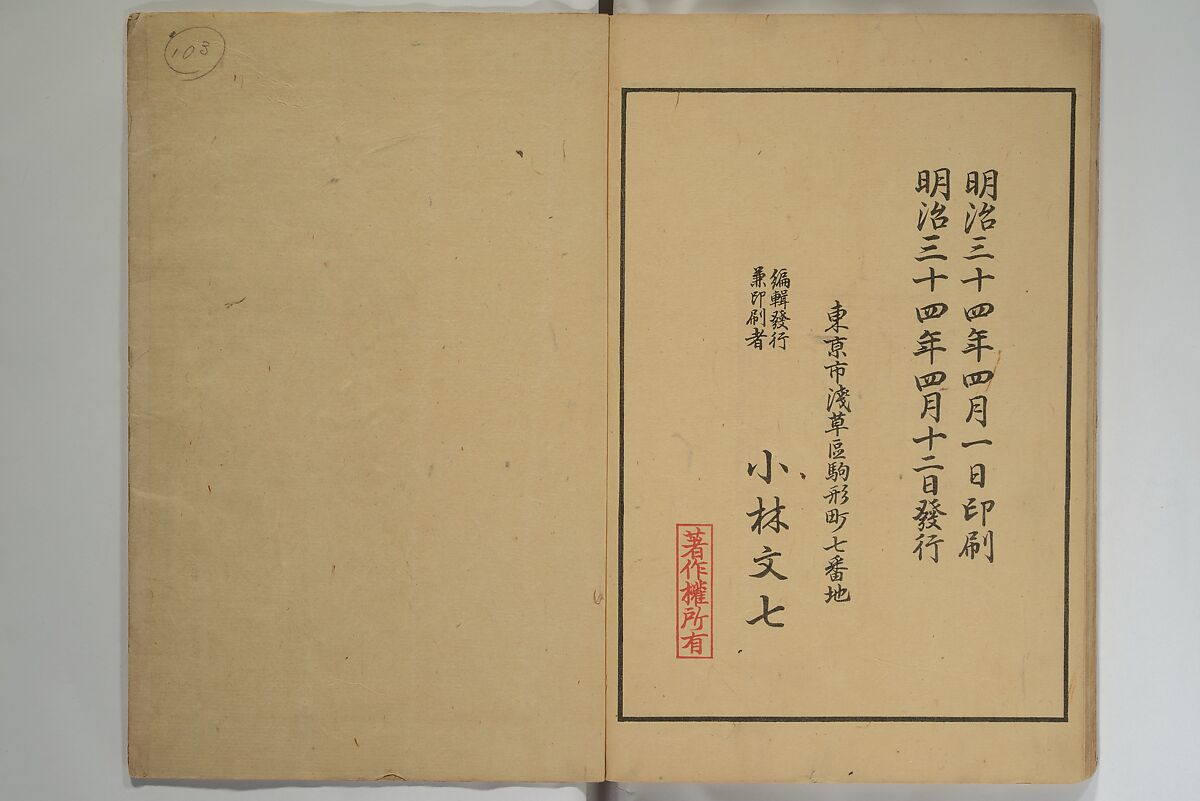 明治三十四年四月一日印刷
明治三十四年四月十二日發行
東京市淺草區駒形町七番地
編輯發行
兼印刷者
小林文七
著作權所有
103